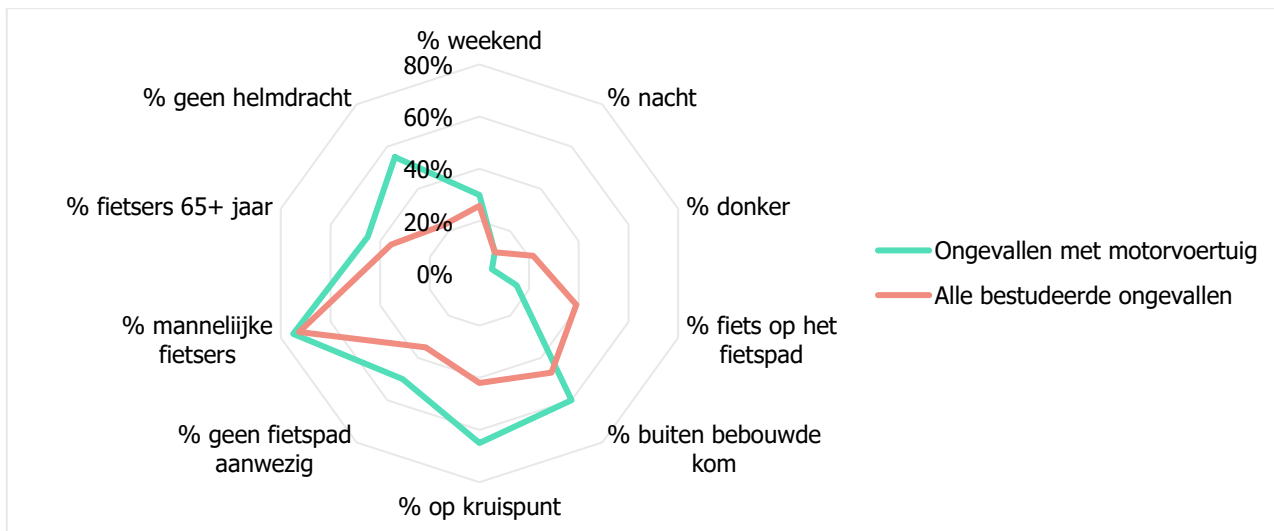 % weekend
80%
% geen helmdracht
% nacht
60%
40%
% fietsers 65+ jaar
% donker
20%
0%
Ongevallen met motorvoertuig
Alle bestudeerde ongevallen
% manneliijke
fietsers
% fiets op het
fietspad
% geen fietspad
aanwezig
% buiten bebouwde
kom
% op kruispunt